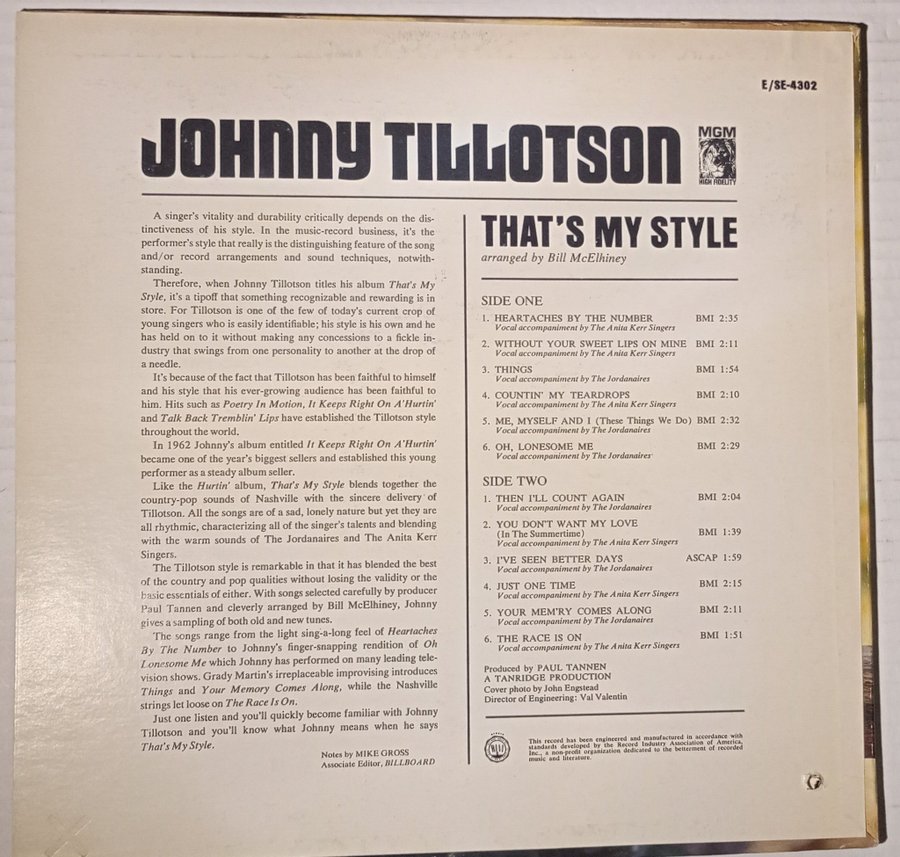 E/SE-4302
JOHNNY TILLOTSON
MGM
HIGH FIDELITY
A singer's vitality and durability critically depends on the dis-
tinctiveness of his style. In the music-record business, it's the
performer's style that really is the distinguishing feature of the song
and/or record arrangements and sound techniques, notwith-
standing.
Therefore, when Johnny Tillotson titles his album That's My
Style, it's a tipoff that something recognizable and rewarding is in
store. For Tillotson is one of the few of today's current crop of
young singers who is easily identifiable; his style is his own and he
has held on to it without making any concessions to a fickle in-
dustry that swings from one personality to another at the drop of
a needle.
It's because of the fact that Tillotson has been faithful to himself
and his style that his ever-growing audience has been faithful to
him. Hits such as Poetry In Motion, It Keeps Right On A'Hurtin'
and Talk Back Tremblin' Lips have established the Tillotson style
throughout the world.
In 1962 Johnny's album entitled It Keeps Right On A'Hurtin'
became one of the year's biggest sellers and established this young
performer as a steady album seller.
Like the Hurtin' album, That's My Style blends together the
country-pop sounds of Nashville with the sincere delivery of
Tillotson. All the songs are of a sad, lonely nature but yet they are
all rhythmic, characterizing all of the singer's talents and blending
with the warm sounds of The Jordanaires and The Anita Kerr
Singers.
The Tillotson style is remarkable in that it has blended the best
of the country and pop qualities without losing the validity or the
basic essentials of either. With songs selected carefully by producer
Paul Tannen and cleverly arranged by Bill McElhiney, Johnny
gives a sampling of both old and new tunes.
The songs range from the light sing-a-long feel of Heartaches
By The Number to Johnny's finger-snapping rendition of Oh
Lonesome Me which Johnny has performed on many leading tele-
vision shows. Grady Martin's irreplaceable improvising introduces
Things and Your Memory Comes Along, while the Nashville
strings let loose on The Race Is On.
Just one listen and you'll quickly become familiar with Johnny
Tillotson and you'll know what Johnny means when he says
That's My Style.
Notes by MIKE GROSS
Associate Editor, BILLBOARD
THAT'S MY STYLE
arranged by Bill McElhiney
SIDE ONE
1. HEARTACHES BY THE NUMBER BMI 2:35
Vocal accompaniment by The Anita Kerr Singers
2. WITHOUT YOUR SWEET LIPS ON MINE BMI 2:11
Vocal accompaniment by The Anita Kerr Singers
3. THINGS BMI 1:54
Vocal accompaniment by The Jordanaires
4. COUNTIN' MY TEARDROPS BMI 2:10
Vocal accompaniment by The Anita Kerr Singers
5. ME, MYSELF AND I (These Things We Do) BMI 2:32
Vocal accompaniment by The Jordanaires
6. OH, LONESOME ME BMI 2:29
Vocal accompaniment by The Jordanaires
SIDE TWO
1. THEN I'LL COUNT AGAIN BMI 2:04
Vocal accompaniment by The Jordanaires
2. YOU DON'T WANT MY LOVE
(In The Summertime) BMI 1:39
Vocal accompaniment by The Anita Kerr Singers
3. I'VE SEEN BETTER DAYS ASCAP 1:59
Vocal accompaniment by The Jordanaires
4. JUST ONE TIME BMI 2:15
Vocal accompaniment by The Anita Kerr Singers
5. YOUR MEM'RY COMES ALONG BMI 2:11
Vocal accompaniment by The Jordanaires
6. THE RACE IS ON BMI 1:51
Vocal accompaniment by The Anita Kerr Singers
Produced by PAUL TANNEN
A TANRIDGE PRODUCTION
Cover photo by John Engstead
Director of Engineering: Val Valentin
This record has been engineered and manufactured in accordance with
standards developed by the Record Industry Association of America,
Inc., a non-profit organization dedicated to the betterment of recorded
music and literature.